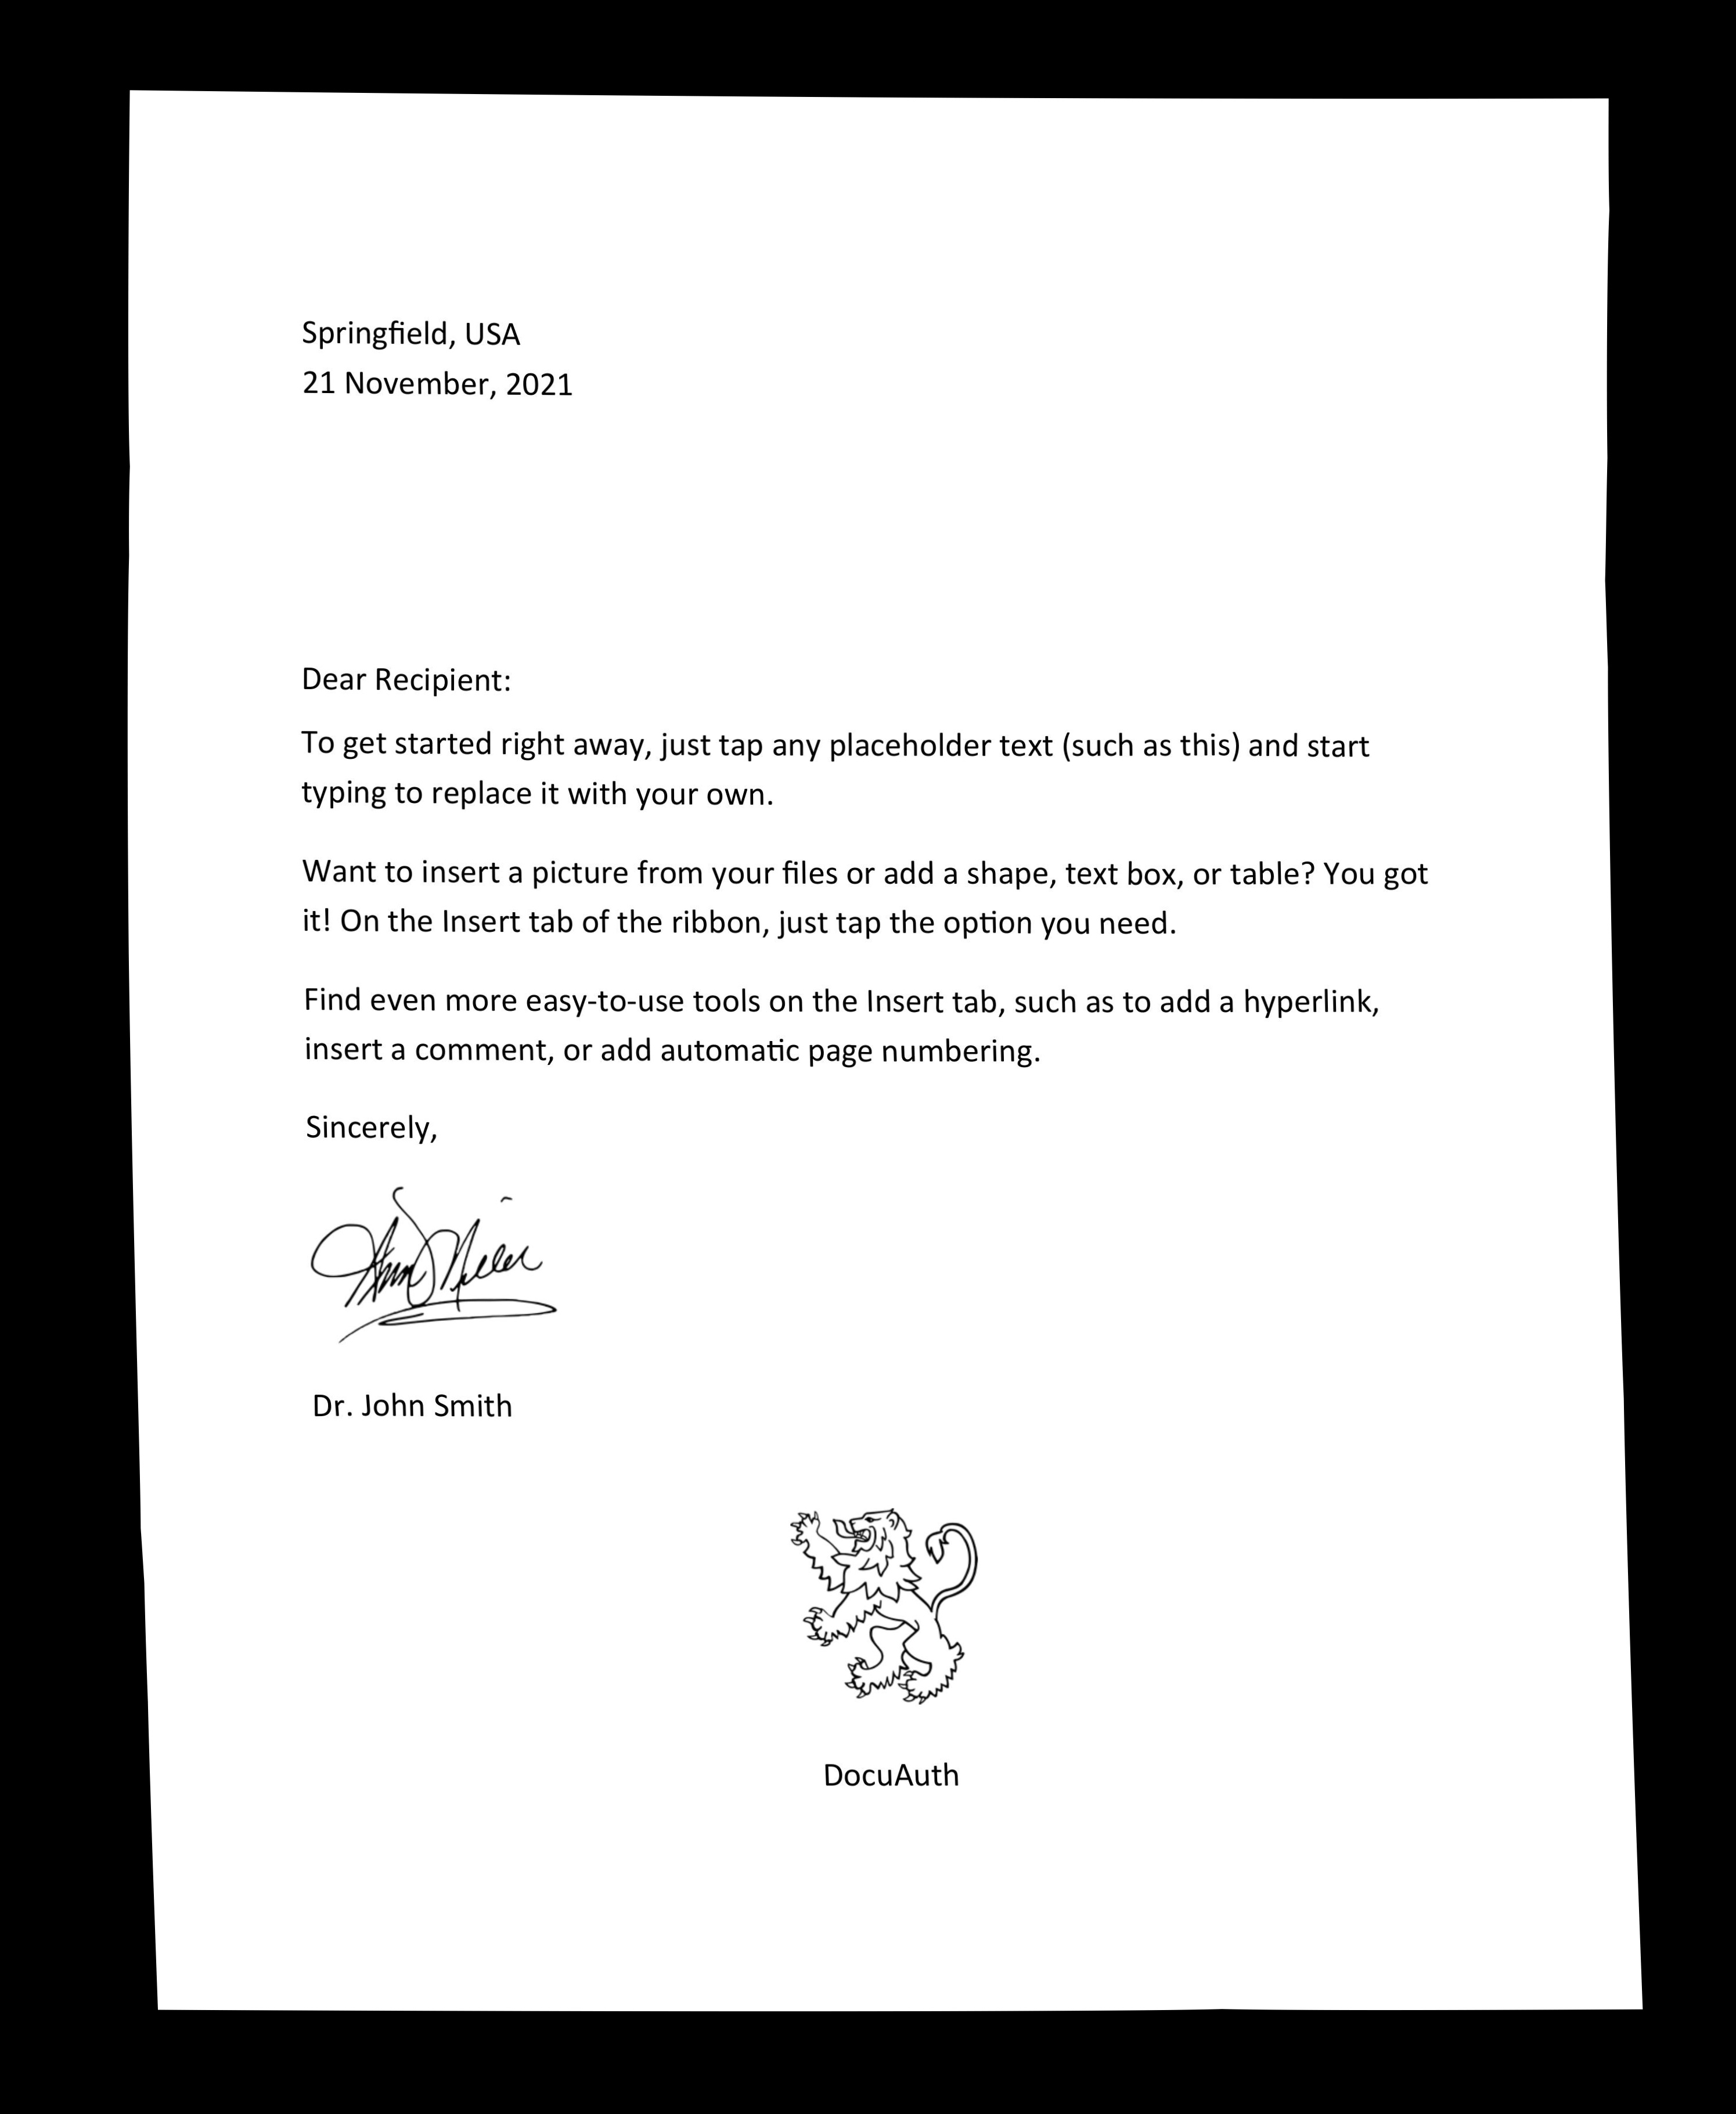 Springfield, USA
21 November, 2021
Dear Recipient:
To get started right away, just tap any placeholder text (such as this) and start
typing to replace it with your own.
Want to insert a picture from your files or add a shape, text box, or table? You got
it! On the Insert tab of the ribbon, just tap the option you need.
Find even more easy-to-use tools on the Insert tab, such as to add a hyperlink,
insert a comment, or add automatic page numbering.
Sincerely,
Dr. John Smith
DocuAuth